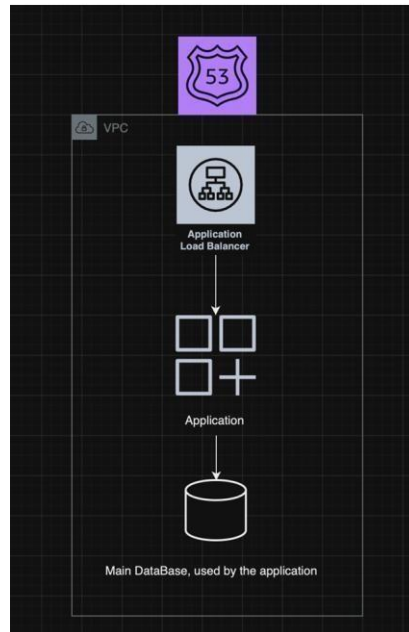 53
VPC
Application
Load Balancer
Application
Main DataBase, used by the application